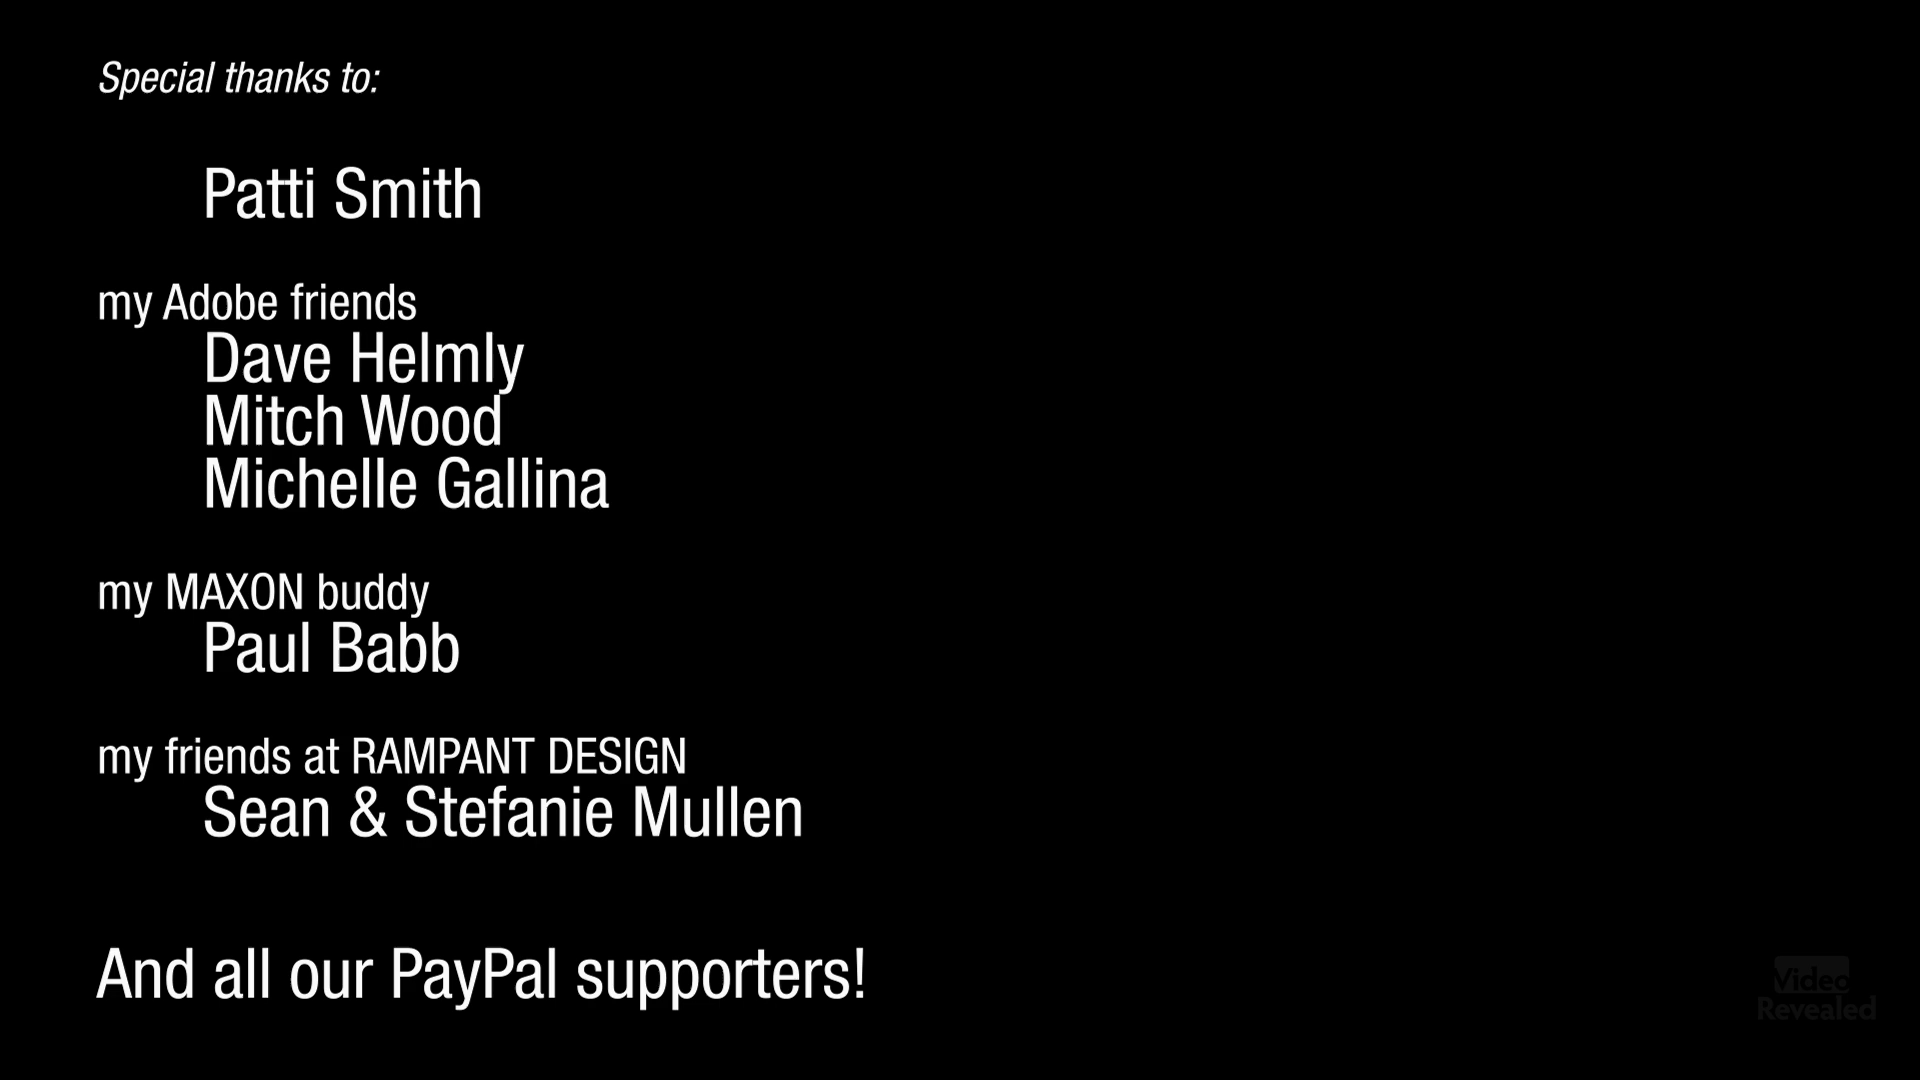 Special thanks to:
Patti Smith
my Adobe friends
Dave Helmly
Mitch Wood
Michelle Gallina
my MAXON buddy
Paul Babb
my friends at RAMPANT DESIGN
Sean & Stefanie Mullen
And all our PayPal supporters!
Video
Revealed